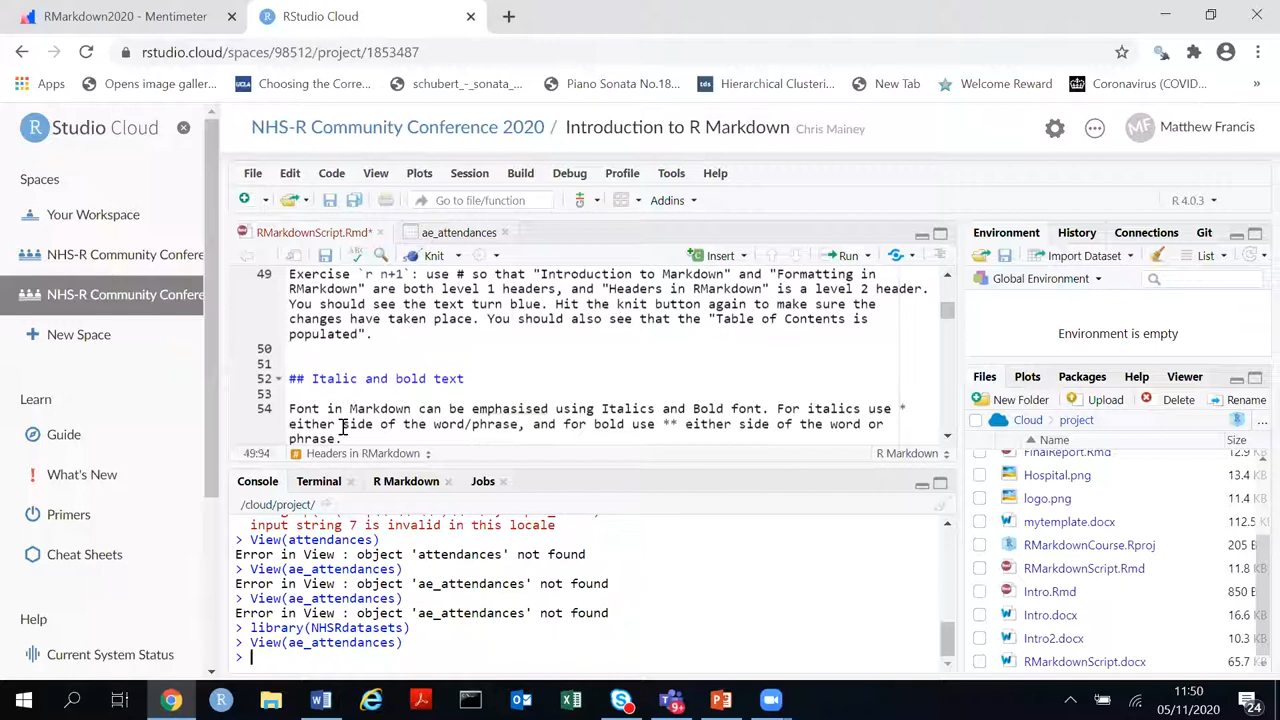 RMarkdown2020 - Mentimeter
RStudio Cloud
rstudio.cloud/spaces/98512/project/1853487
Apps
Opens image galler...
UCLA
Choosing the Corre...
schubert_-_sonata_...
Piano Sonata No.18...
tds
Hierarchical Clusteri...
New Tab
Welcome Reward
Coronavirus (COVID...
»
R Studio Cloud
NHS-R Community Conference 2020 / Introduction to R Markdown Chris Mainey
MF Matthew Francis
Spaces
Your Workspace
NHS-R Community Confere
NHS-R Community Confere
New Space
Learn
Guide
What's New
Primers
Cheat Sheets
Help
Current System Status
File Edit Code View Plots Session Build Debug Profile Tools Help
Go to file/function
Addins
R 4.0.3
RMarkdownScript.Rmd*
ae_attendances
Knit
Insert
Run
49 Exercise `r n+1`: use # so that "Introduction to Markdown" and "Formatting in
RMarkdown" are both level 1 headers, and "Headers in RMarkdown" is a level 2 header.
You should see the text turn blue. Hit the knit button again to make sure the
changes have taken place. You should also see that the "Table of Contents is
populated".
50
51
52 ## Italic and bold text
53
54 Font in Markdown can be emphasised using Italics and Bold font. For italics use *
either side of the word/phrase, and for bold use ** either side of the word or
phrase.
49:94
# Headers in RMarkdown
R Markdown
Console Terminal R Markdown Jobs
/cloud/project/
input string 7 is invalid in this locale
> View(attendances)
Error in View : object 'attendances' not found
> View(ae_attendances)
Error in View : object 'ae_attendances' not found
> View(ae_attendances)
Error in View : object 'ae_attendances' not found
> library(NHSRdatasets)
> View(ae_attendances)
>
Environment History Connections Git
Import Dataset
List
Global Environment
Environment is empty
Files Plots Packages Help Viewer
New Folder Upload Delete Rename
Cloud project
...
Name Size
FinalReport.Rmd 12.9 K
Hospital.png 13.4 K
logo.png 11.4 K
mytemplate.docx 112.5 K
RMarkdownCourse.Rproj 205 B
RMarkdownScript.Rmd 11.8 K
Intro.Rmd 850 B
Intro.docx 16.6 K
Intro2.docx 10.3 K
RMarkdownScript.docx 65.7 K
9+
11:50
05/11/2020
24